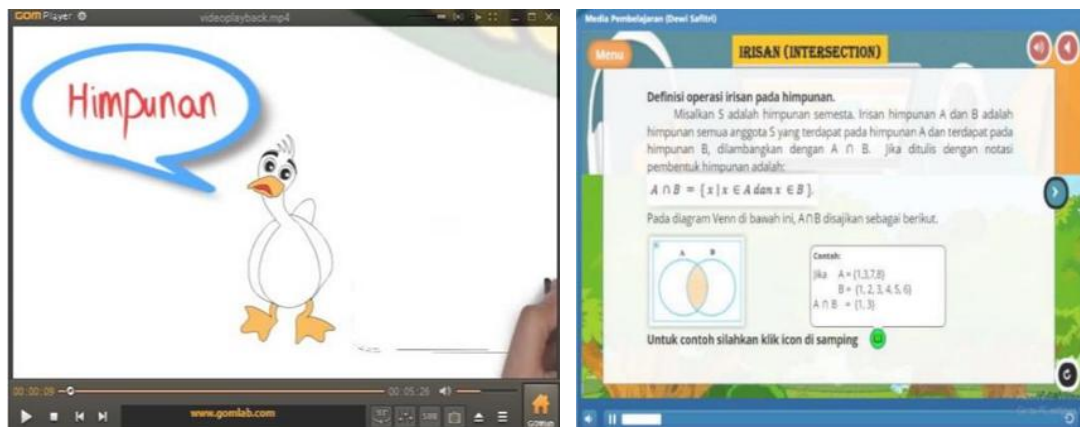 GOM Player
videoplayback.mp4
Himpunan
00:00:09
00:05:26
www.gomlab.com
Media Pembelajaran (Dewi Safitri)
Menu
IRISAN (INTERSECTION)
Definisi operasi irisan pada himpunan.
Misalkan S adalah himpunan semesta. Irisan himpunan A dan B adalah
himpunan semua anggota S yang terdapat pada himpunan A dan terdapat pada
himpunan B, dilambangkan dengan A ∩ B. Jika ditulis dengan notasi
pembentuk himpunan adalah:
A ∩ B = { x | x ∈ A dan x ∈ B }.
Pada diagram Venn di bawah ini, A∩B disajikan sebagai berikut.
A B
Contoh:
Jika A = {1,3,7,8}
B = {1, 2, 3, 4, 5, 6}
A ∩ B = {1, 3}
Untuk contoh silahkan klik icon di samping